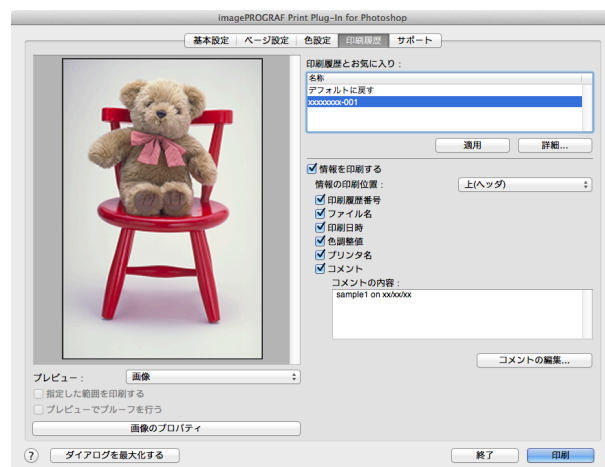 imagePROGRAF Print Plug-In for Photoshop
基本設定 ページ設定 色設定 印刷履歴 サポート
印刷履歴とお気に入り :
名称
デフォルトに戻す
xxxxxxxx-001
適用 詳細...
情報を印刷する
情報の印刷位置 : 上(ヘッダ)
印刷履歴番号
ファイル名
印刷日時
色調整値
プリンタ名
コメント
コメントの内容 :
sample1 on xx/xx/xx
コメントの編集...
プレビュー : 画像
指定した範囲を印刷する
プレビューでプルーフを行う
画像のプロパティ
? ダイアログを最大化する 終了 印刷